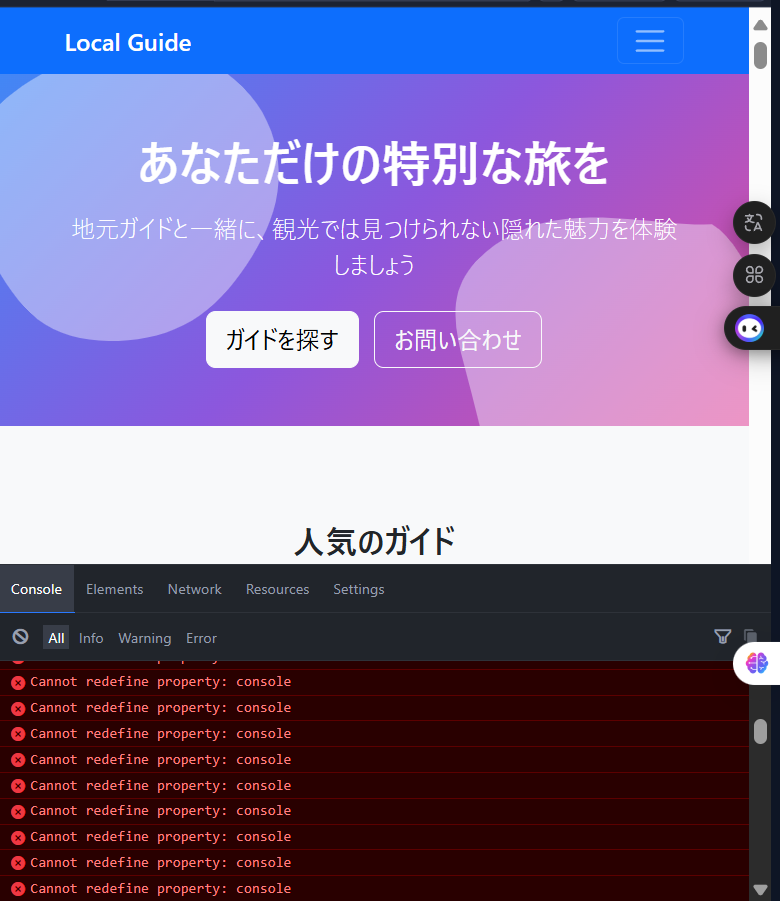 Local Guide
あなただけの特別な旅を
地元ガイドと一緒に、観光では見つけられない隠れた魅力を体験
しましょう
ガイドを探す
お問い合わせ
人気のガイド
Console Elements Network Resources Settings
All Info Warning Error
Cannot redefine property: console
Cannot redefine property: console
Cannot redefine property: console
Cannot redefine property: console
Cannot redefine property: console
Cannot redefine property: console
Cannot redefine property: console
Cannot redefine property: console
Cannot redefine property: console